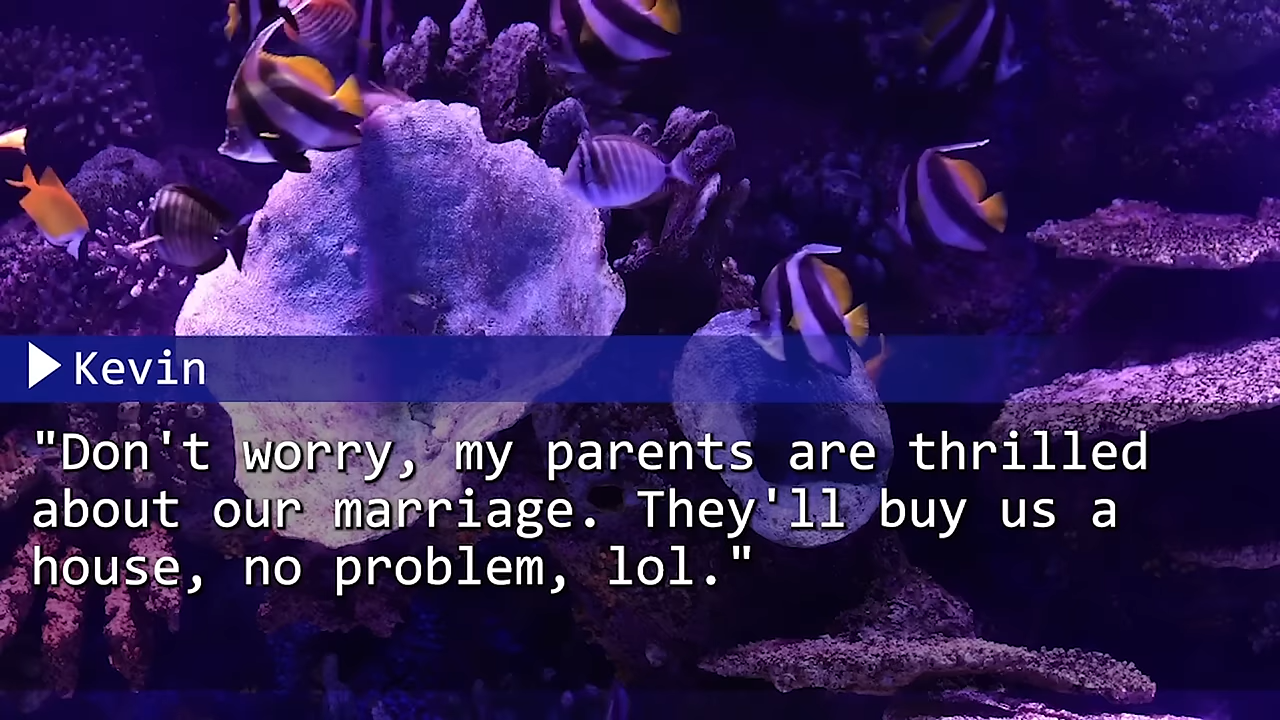 Kevin
"Don't worry, my parents are thrilled
about our marriage. They'll buy us a
house, no problem, lol."